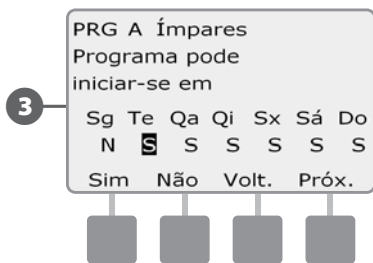 PRG A Ímpares
Programa pode
iniciar-se em
3
Sg Te Qa Qi Sx Sá Do
N S S S S S S
Sim Não Volt. Próx.